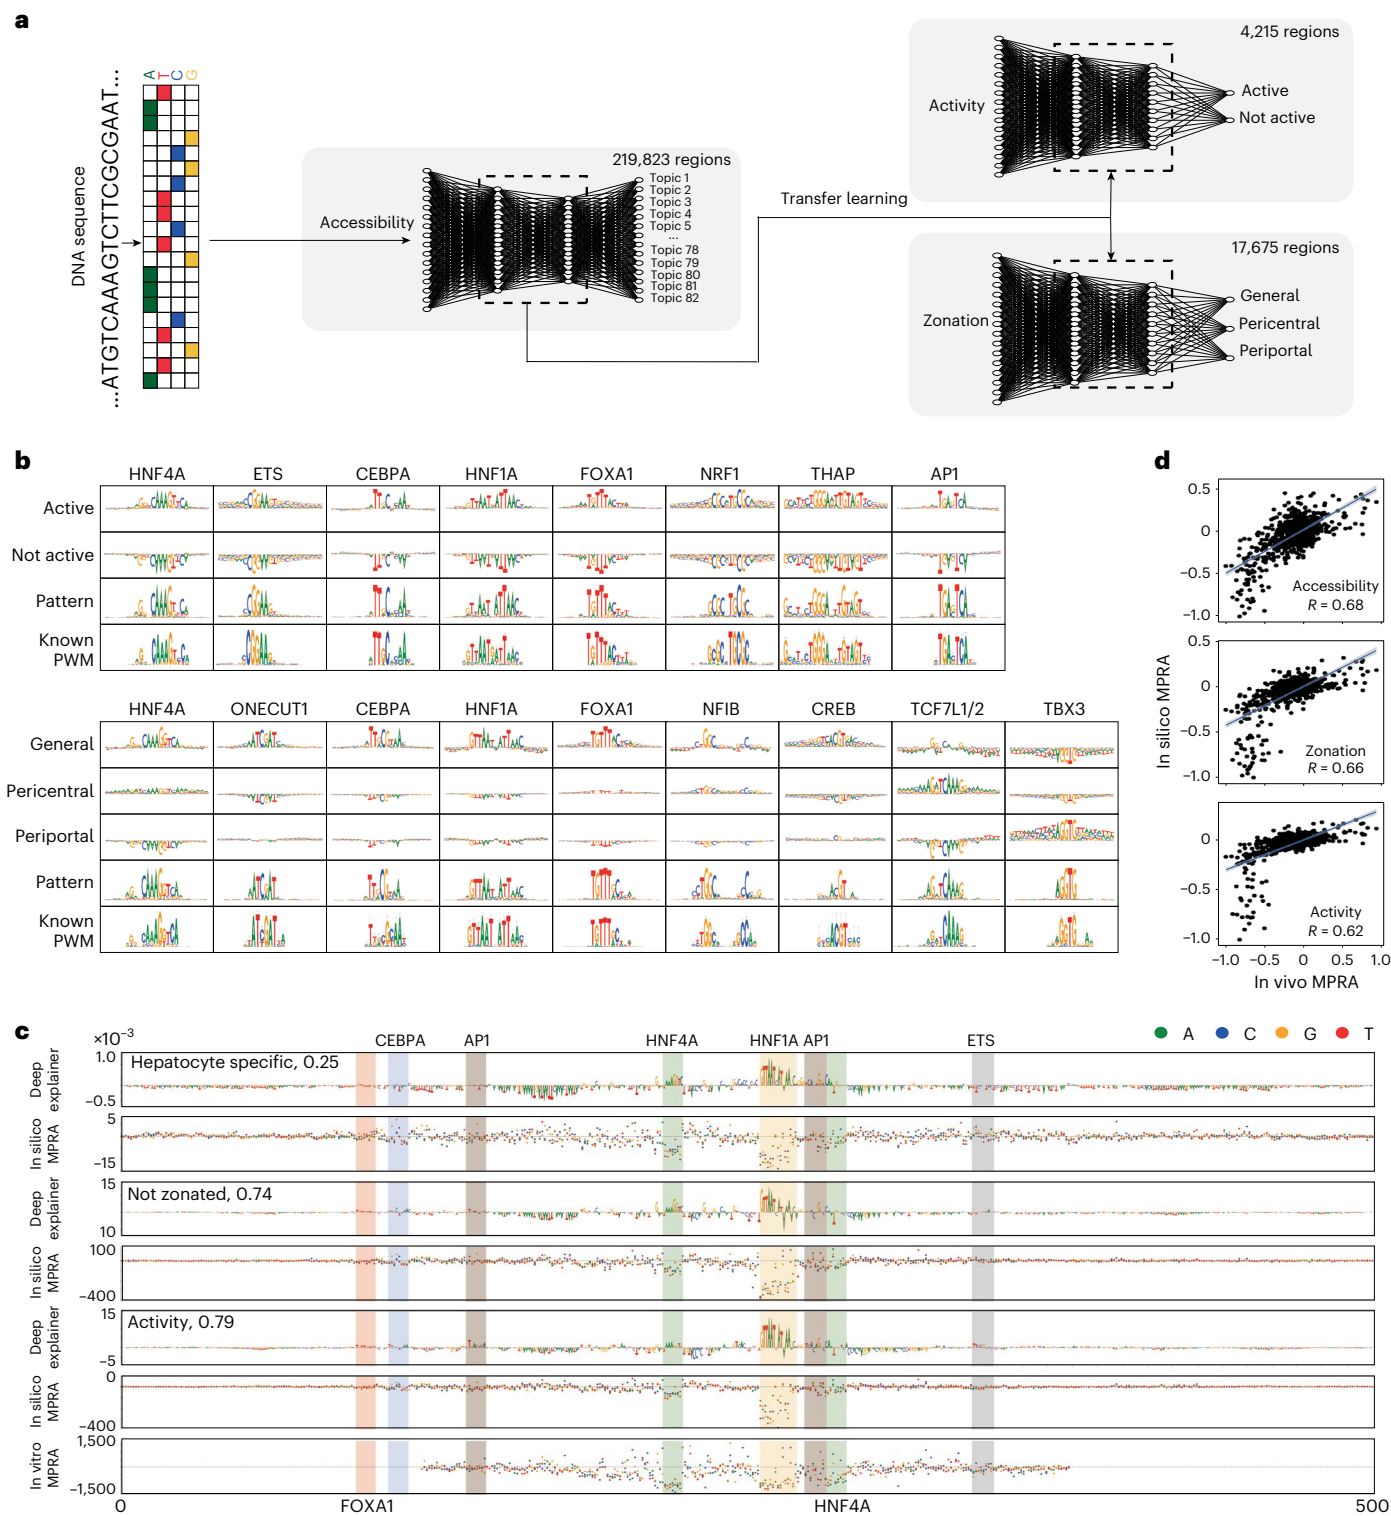 a
...ATGTCAAAGTCTTCGCGAAT...
DNA sequence
A T C G
Accessibility
219,823 regions
Topic 1
Topic 2
Topic 3
Topic 4
Topic 5
...
Topic 78
Topic 79
Topic 80
Topic 81
Topic 82
Transfer learning
4,215 regions
Activity
Active
Not active
17,675 regions
Zonation
General
Pericentral
Periportal
b
HNF4A ETS CEBPA HNF1A FOXA1 NRF1 THAP AP1
Active
Not active
Pattern
Known
PWM
HNF4A ONECUT1 CEBPA HNF1A FOXA1 NFIB CREB TCF7L1/2 TBX3
General
Pericentral
Periportal
Pattern
Known
PWM
d
In silico MPRA
0.5
0
−0.5
−1.0
Accessibility
R = 0.68
0.5
0
−0.5
−1.0
Zonation
R = 0.66
0
−0.5
−1.0
Activity
R = 0.62
−1.0 −0.5 0 0.5 1.0
In vivo MPRA
c
×10−3
CEBPA AP1 HNF4A HNF1A AP1 ETS
A C G T
Deep
explainer
1.0
−0.5
Hepatocyte specific, 0.25
In silico
MPRA
5
−15
Deep
explainer
15
10
Not zonated, 0.74
In silico
MPRA
100
−400
Deep
explainer
15
−5
Activity, 0.79
In silico
MPRA
0
−400
In vitro
MPRA
1,500
−1,500
0 FOXA1 HNF4A 500